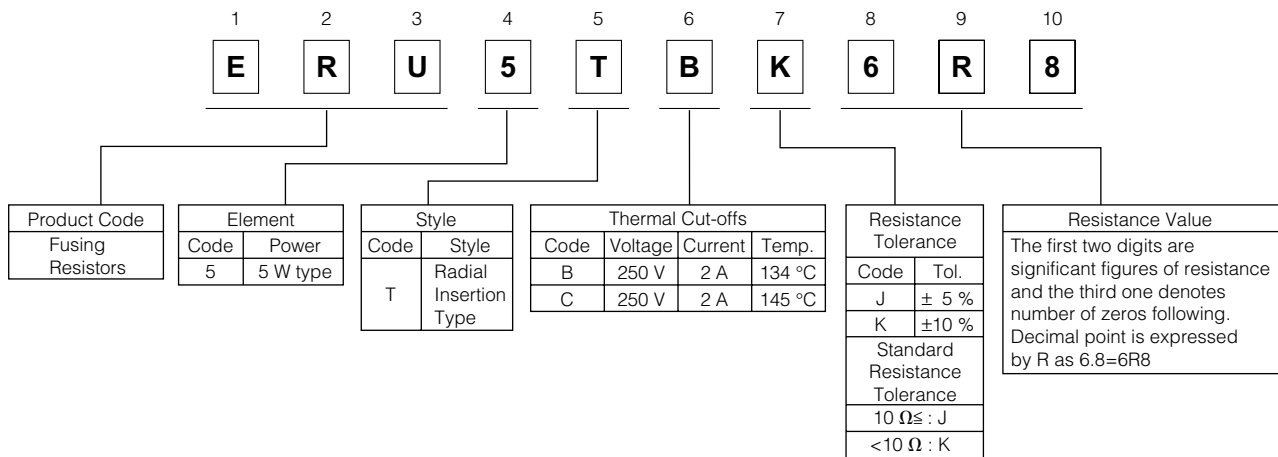 1 2 3 4 5 6 7 8 9 10
E R U 5 T B K 6 R 8
Product Code
Fusing
Resistors
Element
Code Power
5 5 W type
Style
Code Style
T Radial
Insertion
Type
Thermal Cut-offs
Code Voltage Current Temp.
B 250 V 2 A 134 °C
C 250 V 2 A 145 °C
Resistance
Tolerance
Code Tol.
J ± 5 %
K ±10 %
Standard
Resistance
Tolerance
10 Ω≤ : J
<10 Ω : K
Resistance Value
The first two digits are
significant figures of resistance
and the third one denotes
number of zeros following.
Decimal point is expressed
by R as 6.8=6R8